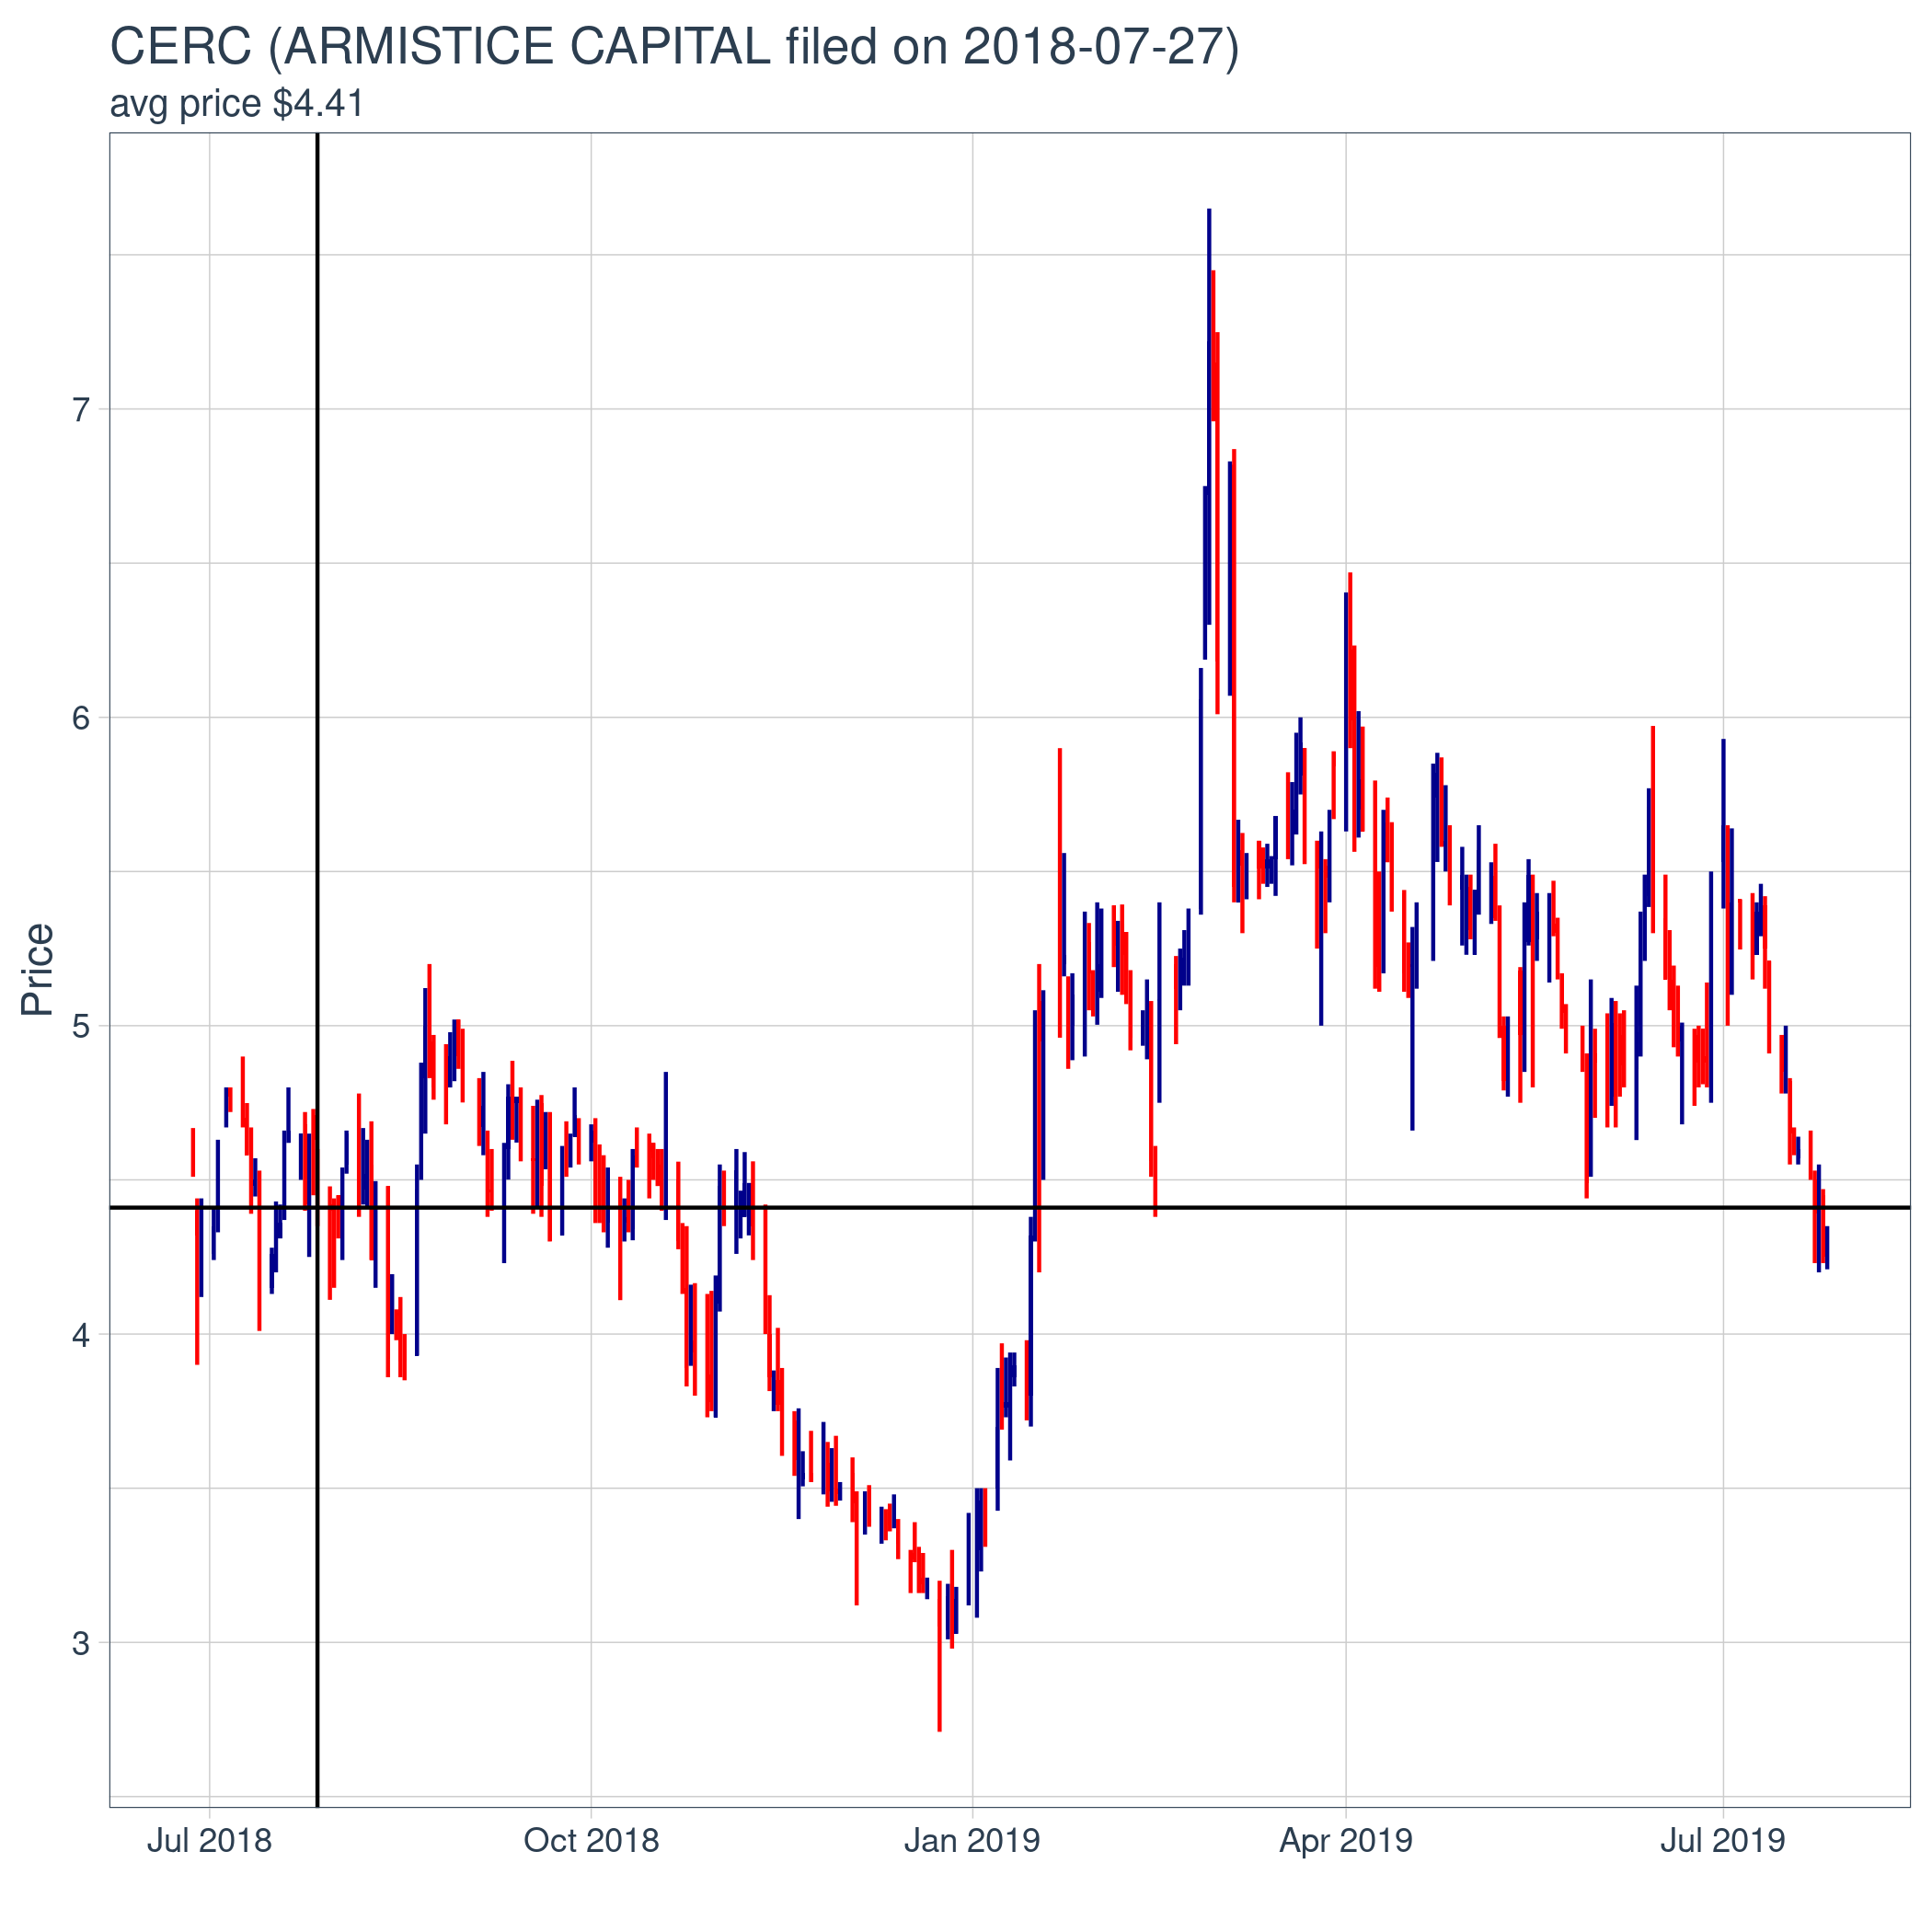 CERC (ARMISTICE CAPITAL filed on 2018-07-27)
avg price $4.41
Price
7
6
5
4
3
Jul 2018 Oct 2018 Jan 2019 Apr 2019 Jul 2019